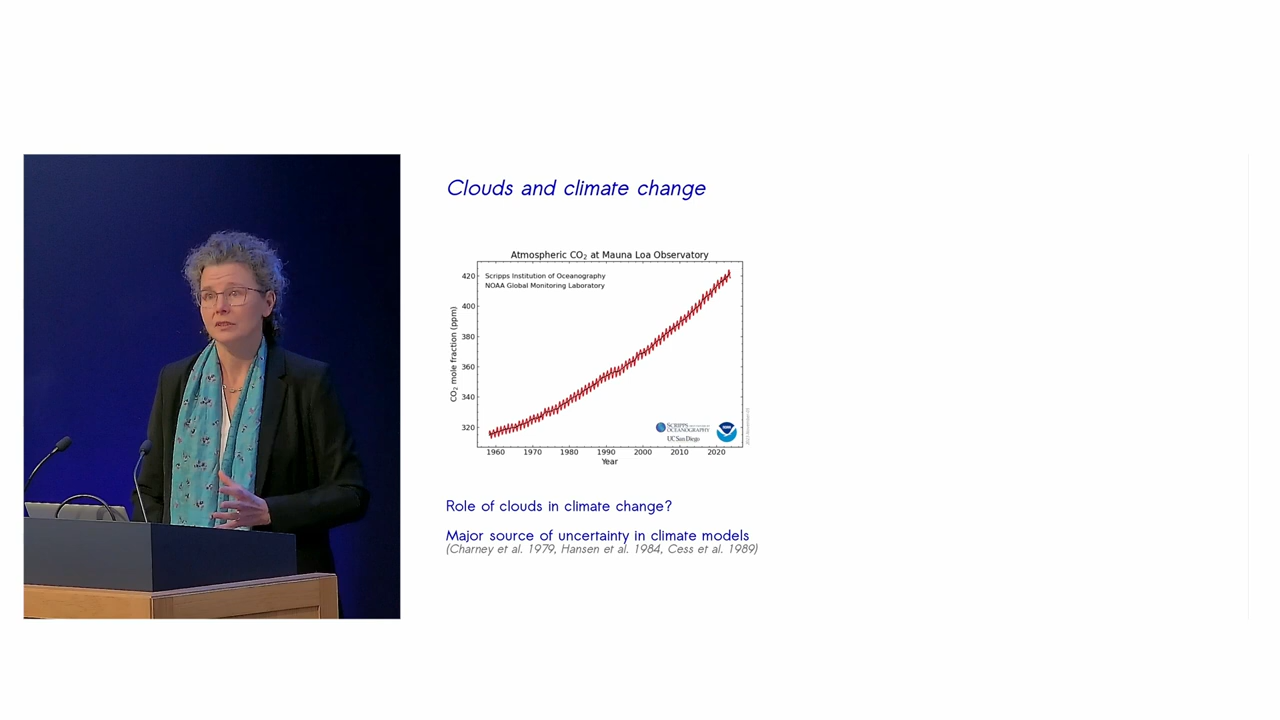 Clouds and climate change
Atmospheric CO₂ at Mauna Loa Observatory
Scripps Institution of Oceanography
NOAA Global Monitoring Laboratory
CO₂ mole fraction (ppm)
420
400
380
360
340
320
SCRIPPS
OCEANOGRAPHY
UC San Diego
NOAA
1960 1970 1980 1990 2000 2010 2020
Year
Role of clouds in climate change?
Major source of uncertainty in climate models
(Charney et al. 1979, Hansen et al. 1984, Cess et al. 1989)